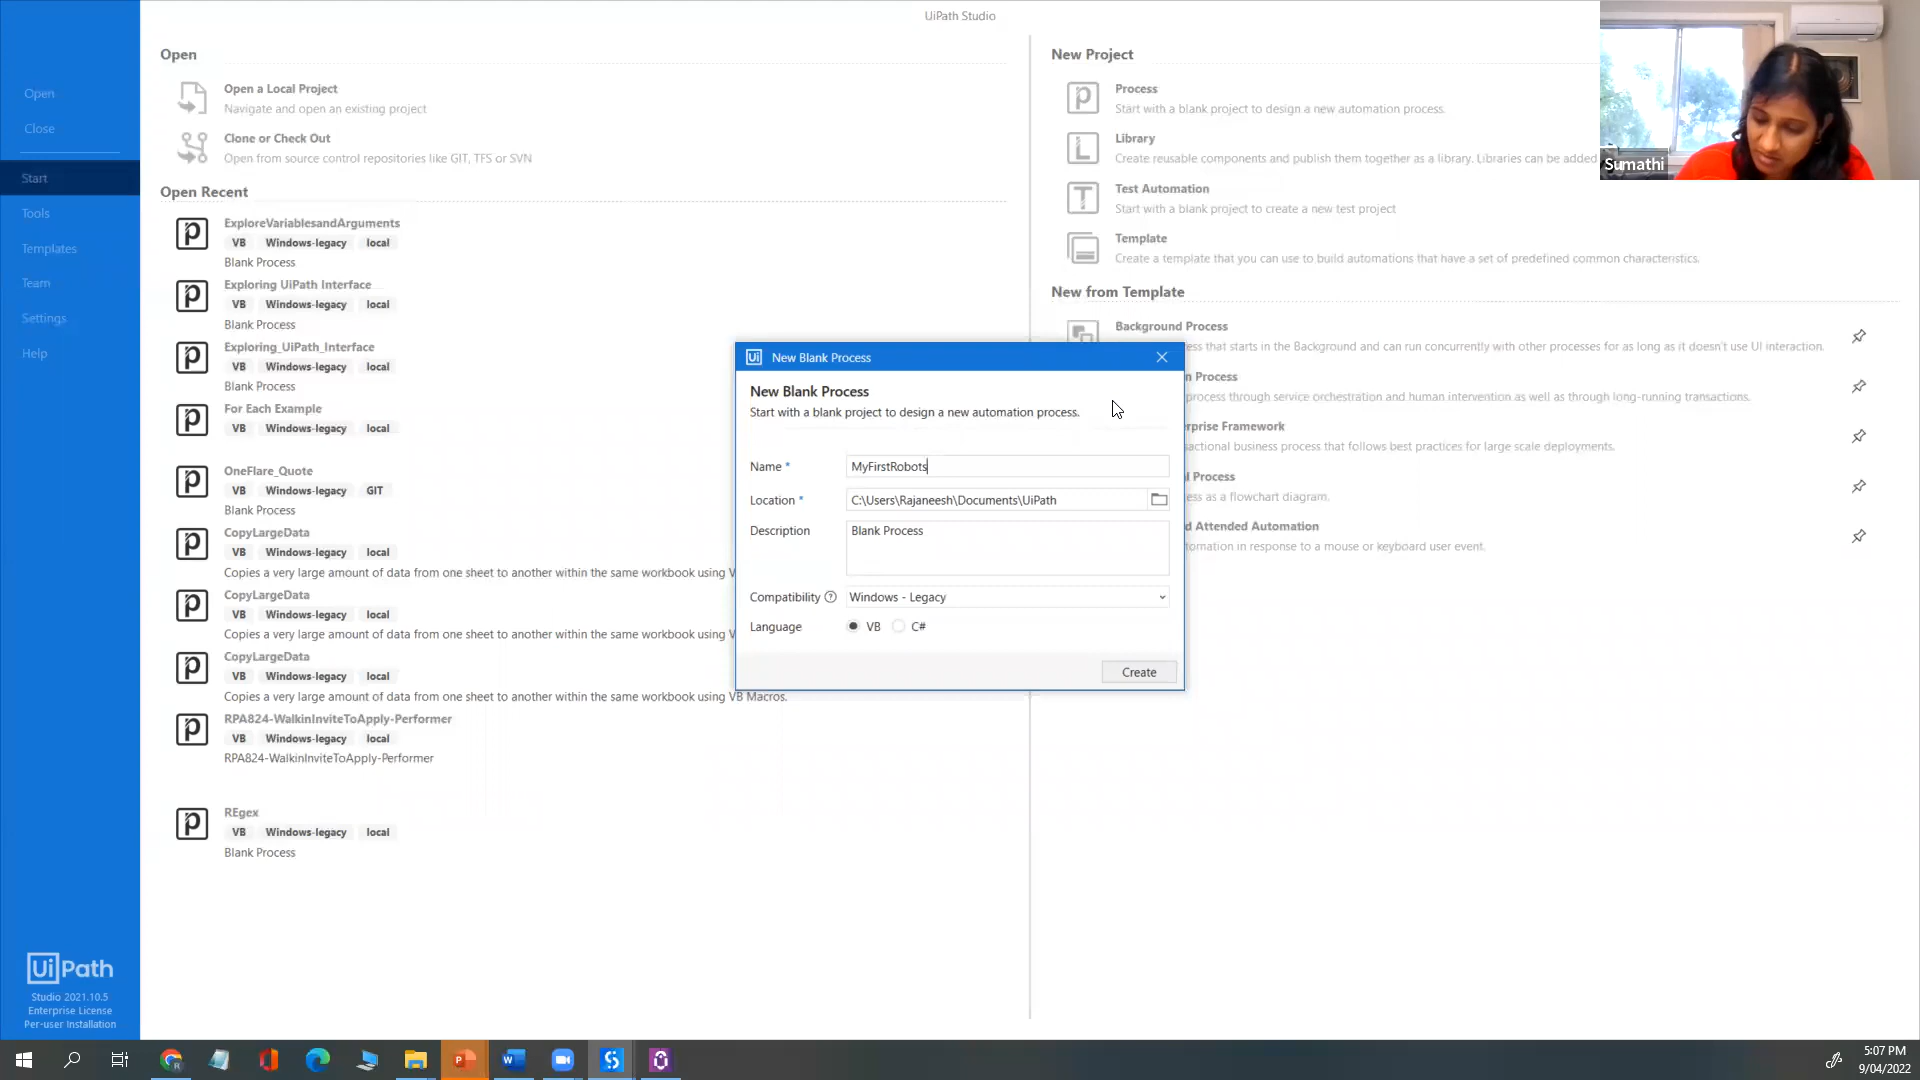 UiPath Studio
Open
Close
Start
Tools
Templates
Team
Settings
Help
Ui Path
Studio 2021.10.5
Enterprise License
Per-user Installation
Open
Open a Local Project
Navigate and open an existing project
Clone or Check Out
Open from source control repositories like GIT, TFS or SVN
Open Recent
ExploreVariablesandArguments
VB Windows-legacy local
Blank Process
Exploring UiPath Interface
VB Windows-legacy local
Blank Process
Exploring_UiPath_Interface
VB Windows-legacy local
Blank Process
For Each Example
VB Windows-legacy local
OneFlare_Quote
VB Windows-legacy GIT
Blank Process
CopyLargeData
VB Windows-legacy local
Copies a very large amount of data from one sheet to another within the same workbook using V
CopyLargeData
VB Windows-legacy local
Copies a very large amount of data from one sheet to another within the same workbook using V
CopyLargeData
VB Windows-legacy local
Copies a very large amount of data from one sheet to another within the same workbook using VB Macros.
RPA824-WalkinInviteToApply-Performer
VB Windows-legacy local
RPA824-WalkinInviteToApply-Performer
REgex
VB Windows-legacy local
Blank Process
New Project
Process
Start with a blank project to design a new automation process.
Library
Create reusable components and publish them together as a library. Libraries can be added
Test Automation
Start with a blank project to create a new test project
Template
Create a template that you can use to build automations that have a set of predefined common characteristics.
New from Template
Background Process
ess that starts in the Background and can run concurrently with other processes for as long as it doesn't use UI interaction.
n Process
process through service orchestration and human intervention as well as through long-running transactions.
rprise Framework
sactional business process that follows best practices for large scale deployments.
l Process
ess as a flowchart diagram.
d Attended Automation
tomation in response to a mouse or keyboard user event.
Ui New Blank Process
New Blank Process
Start with a blank project to design a new automation process.
Name * MyFirstRobots
Location * C:\Users\Rajaneesh\Documents\UiPath
Description Blank Process
Compatibility ? Windows - Legacy
Language VB C#
Create
Sumathi
5:07 PM
9/04/2022